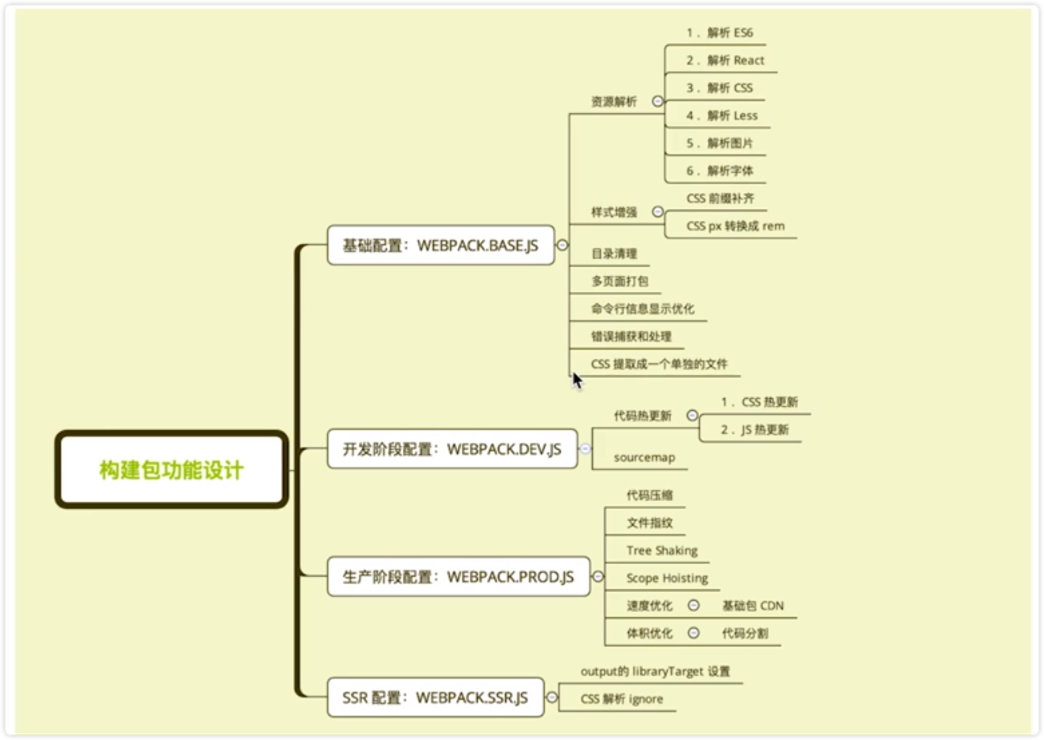 构建包功能设计
基础配置：WEBPACK.BASE.JS
资源解析
1．解析 ES6
2．解析 React
3．解析 CSS
4．解析 Less
5．解析图片
6．解析字体
样式增强
CSS 前缀补齐
CSS px 转换成 rem
目录清理
多页面打包
命令行信息显示优化
错误捕获和处理
CSS 提取成一个单独的文件
开发阶段配置：WEBPACK.DEV.JS
代码热更新
1．CSS 热更新
2．JS 热更新
sourcemap
生产阶段配置：WEBPACK.PROD.JS
代码压缩
文件指纹
Tree Shaking
Scope Hoisting
速度优化
基础包 CDN
体积优化
代码分割
SSR 配置：WEBPACK.SSR.JS
output的 libraryTarget 设置
CSS 解析 ignore